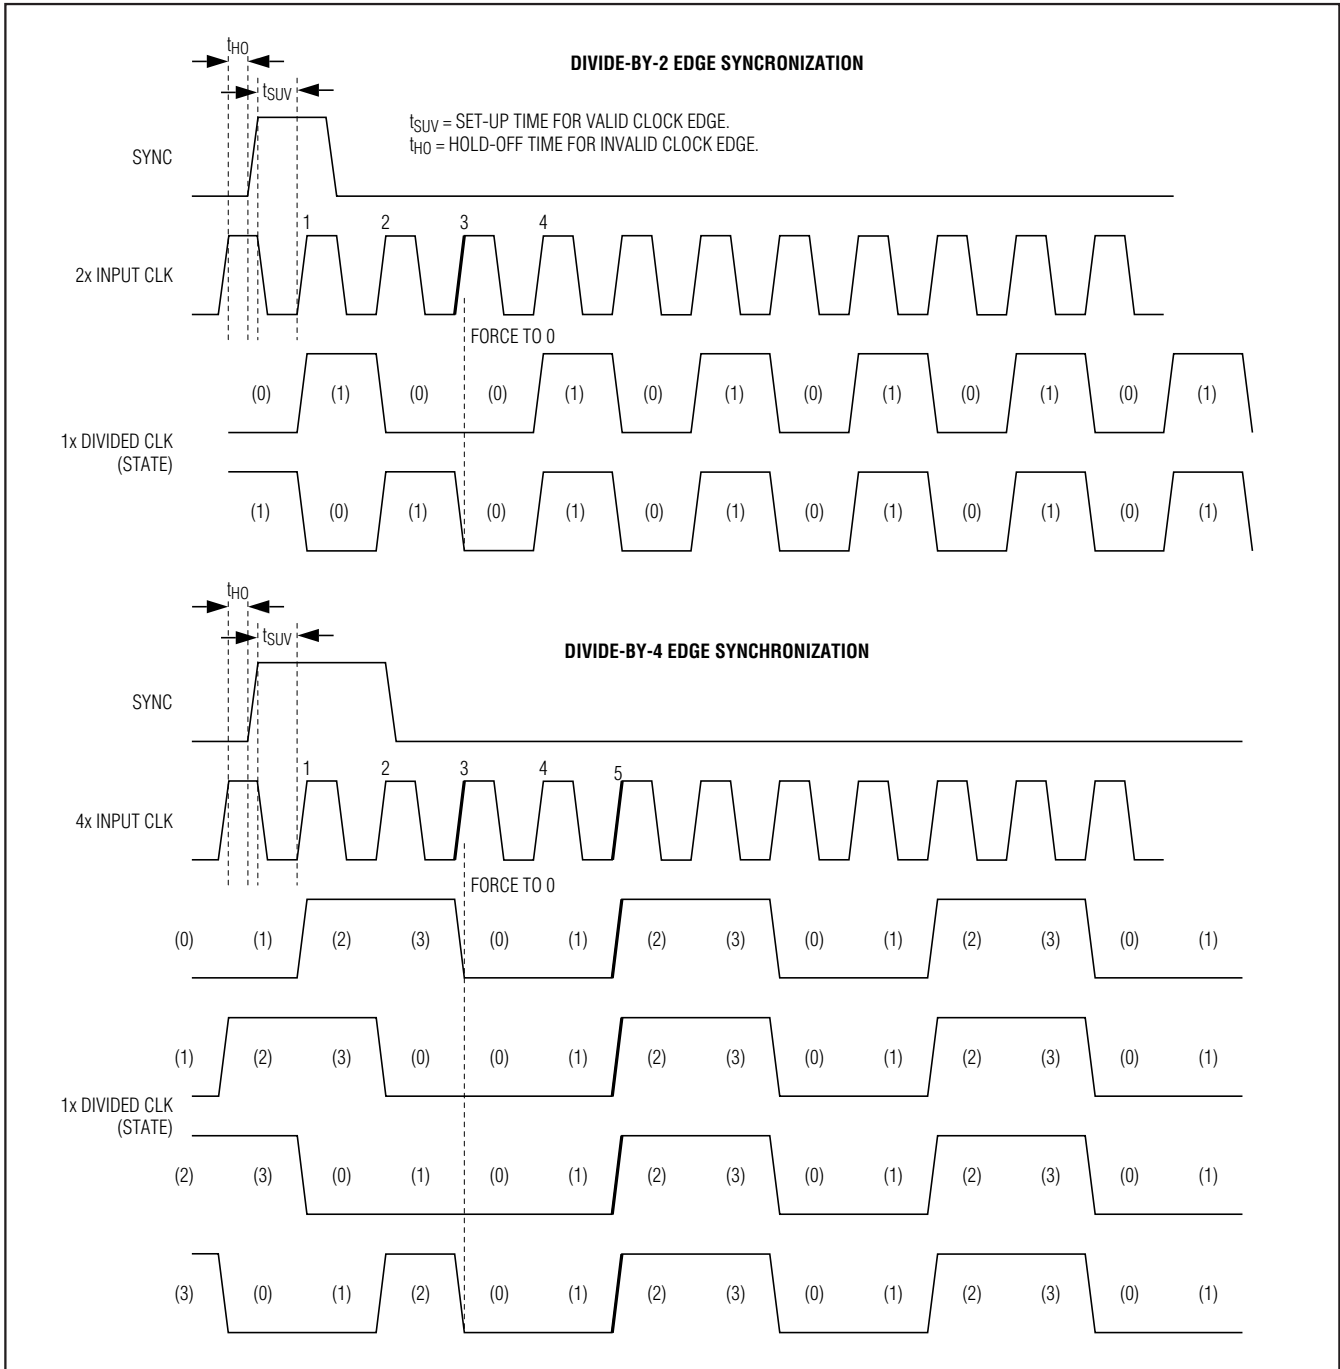 tHO
DIVIDE-BY-2 EDGE SYNCRONIZATION
tSUV
tSUV = SET-UP TIME FOR VALID CLOCK EDGE.
tHO = HOLD-OFF TIME FOR INVALID CLOCK EDGE.
SYNC
1 2 3 4
2x INPUT CLK
FORCE TO 0
(0) (1) (0) (0) (1) (0) (1) (0) (1) (0) (1) (0) (1)
1x DIVIDED CLK
(STATE)
(1) (0) (1) (0) (1) (0) (1) (0) (1) (0) (1) (0) (1)
tHO
tSUV
DIVIDE-BY-4 EDGE SYNCHRONIZATION
SYNC
1 2 3 4 5
4x INPUT CLK
FORCE TO 0
(0) (1) (2) (3) (0) (1) (2) (3) (0) (1) (2) (3) (0) (1)
(1) (2) (3) (0) (0) (1) (2) (3) (0) (1) (2) (3) (0) (1)
1x DIVIDED CLK
(STATE)
(2) (3) (0) (1) (0) (1) (2) (3) (0) (1) (2) (3) (0) (1)
(3) (0) (1) (2) (0) (1) (2) (3) (0) (1) (2) (3) (0) (1)